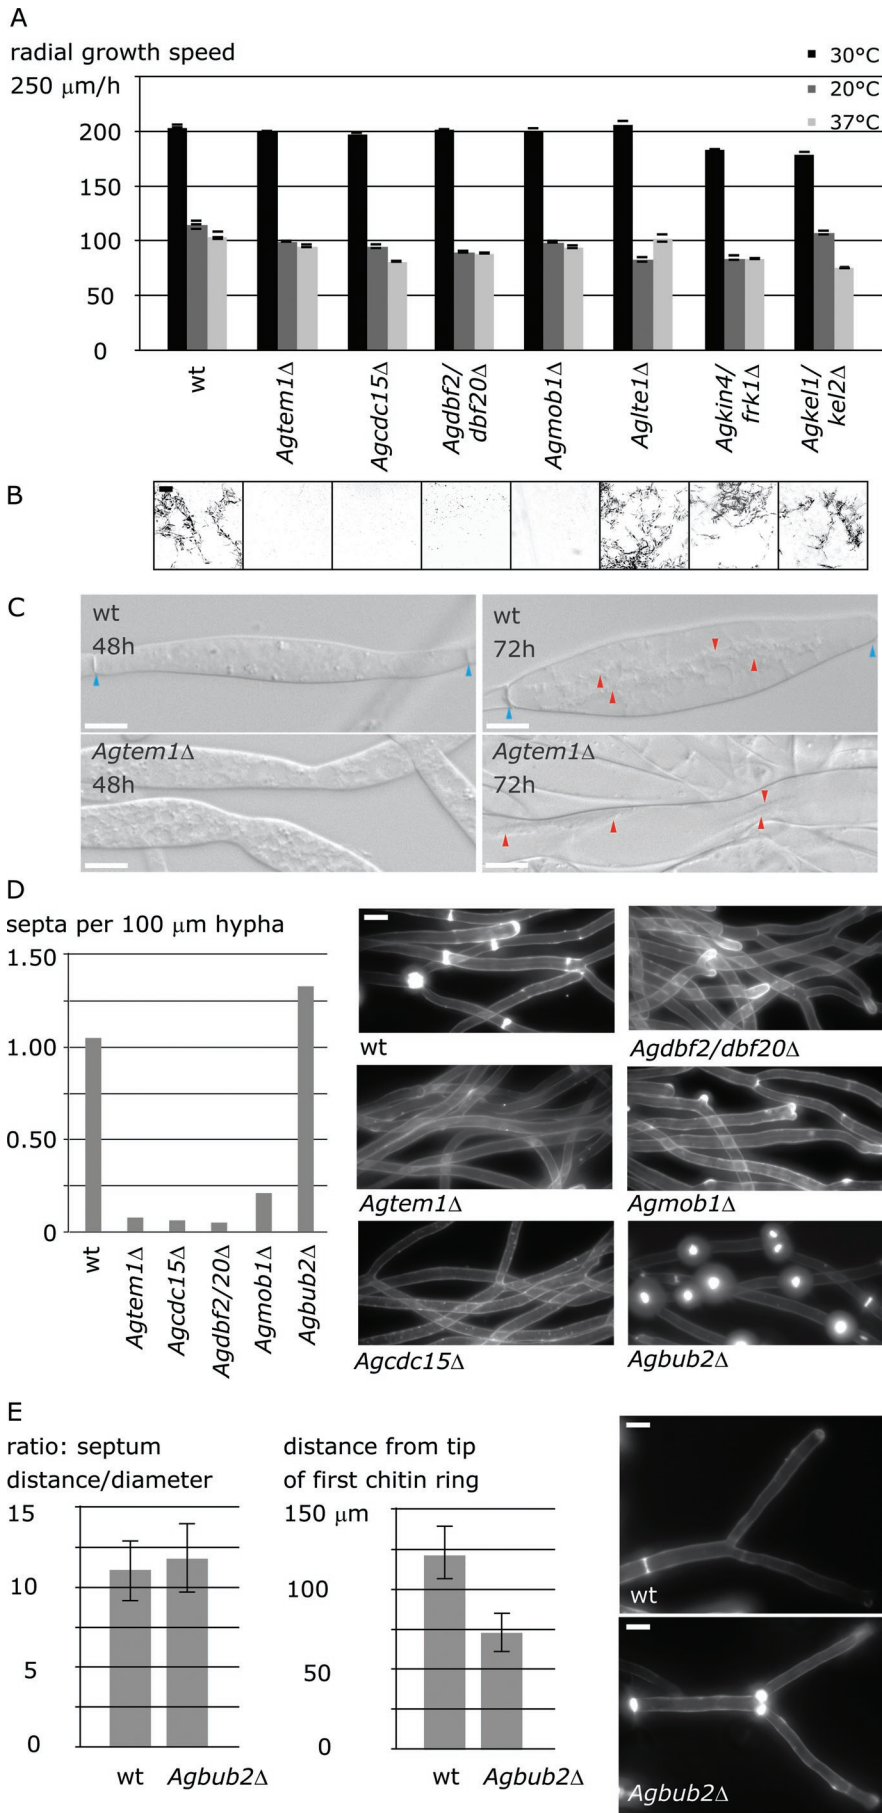 A
radial growth speed
250 μm/h
200
150
100
50
0
30°C
20°C
37°C
wt
Agtem1Δ
Agcdc15Δ
Agdbf2/
dbf20Δ
Agmob1Δ
Aglte1Δ
Agkin4/
frk1Δ
Agkel1/
kel2Δ
B
C
wt
48h
wt
72h
Agtem1Δ
48h
Agtem1Δ
72h
D
septa per 100 μm hypha
1.50
1.00
0.50
0
wt
Agtem1Δ
Agcdc15Δ
Agdbf2/20Δ
Agmob1Δ
Agbub2Δ
wt
Agdbf2/dbf20Δ
Agtem1Δ
Agmob1Δ
Agcdc15Δ
Agbub2Δ
E
ratio: septum
distance/diameter
15
10
5
0
wt
Agbub2Δ
distance from tip
of first chitin ring
150 μm
100
50
0
wt
Agbub2Δ
wt
Agbub2Δ